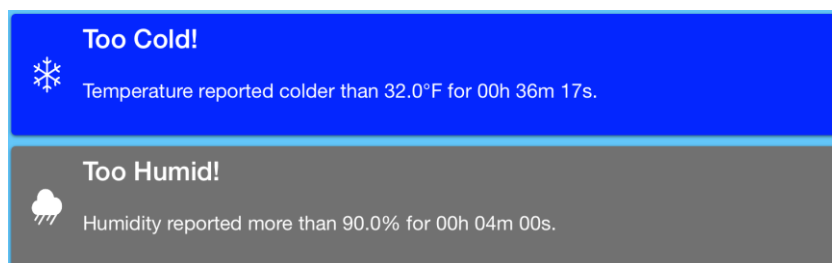 Too Cold!
Temperature reported colder than 32.0°F for 00h 36m 17s.
Too Humid!
Humidity reported more than 90.0% for 00h 04m 00s.